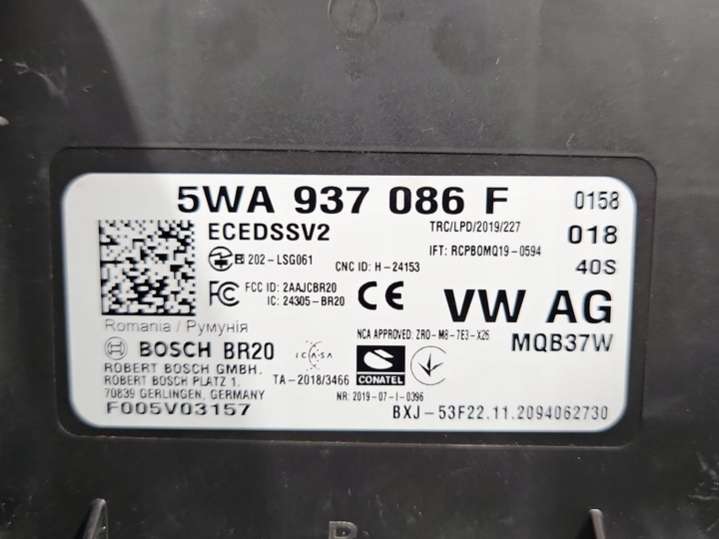 5WA 937 086 F 0158
ECEDSSV2 TRC/LPD/2019/227 018
202-LSG061 CNC ID: H-24153 IFT: RCPBOMQ19-0594 40S
FC FCC ID: 2AAJCBR20 CE VW AG
IC: 24305-BR20
Romania / Румунія NCA APPROVED: ZRO-M8-7E3-X26 MQB37W
BOSCH BR20 ICASA
ROBERT BOSCH GMBH.
ROBERT BOSCH PLATZ 1. TA-2018/3466 CONATEL
70839 GERLINGEN, GERMANY NR: 2019-07-I-0396
F005V03157 BXJ-53F22.11.2094062730